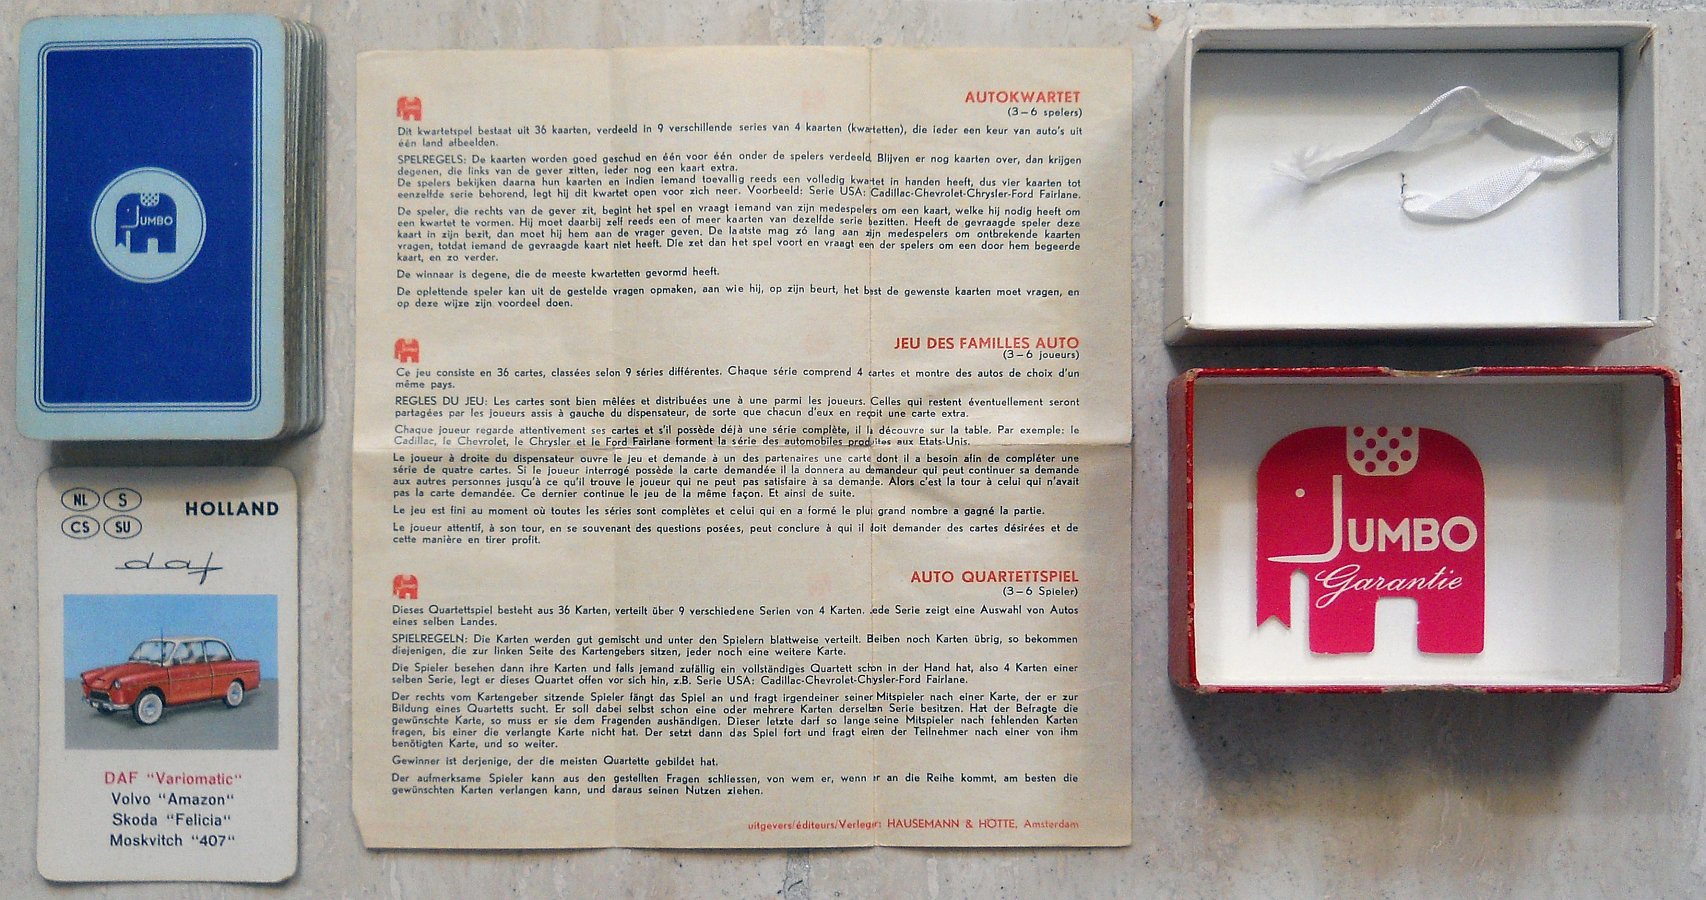 JUMBO
NL S
CS SU
HOLLAND
daf
DAF "Variomatic"
Volvo "Amazon"
Skoda "Felicia"
Moskvitch "407"
AUTOKWARTET
(3–6 spelers)
Dit kwartetspel bestaat uit 36 kaarten, verdeeld in 9 verschillende series van 4 kaarten (kwartetten), die ieder een keur van auto's uit
één land afbeelden.
SPELREGELS: De kaarten worden goed geschud en één voor één onder de spelers verdeeld. Blijven er nog kaarten over, dan krijgen
degenen, die links van de gever zitten, ieder nog een kaart extra.
De spelers bekijken daarna hun kaarten en indien iemand toevallig reeds een volledig kwartet in handen heeft, dus vier kaarten tot
eenzelfde serie behorend, legt hij dit kwartet open voor zich neer. Voorbeeld: Serie USA: Cadillac-Chevrolet-Chrysler-Ford Fairlane.
De speler, die rechts van de gever zit, begint het spel en vraagt iemand van zijn medespelers om een kaart, welke hij nodig heeft om
een kwartet te vormen. Hij moet daarbij zelf reeds een of meer kaarten van dezelfde serie bezitten. Heeft de gevraagde speler deze
kaart in zijn bezit, dan moet hij hem aan de vrager geven. De laatste mag zó lang aan zijn medespelers om ontbrekende kaarten
vragen, totdat iemand de gevraagde kaart niet heeft. Die zet dan het spel voort en vraagt een der spelers om een door hem begeerde
kaart, en zo verder.
De winnaar is degene, die de meeste kwartetten gevormd heeft.
De oplettende speler kan uit de gestelde vragen opmaken, aan wie hij, op zijn beurt, het best de gewenste kaarten moet vragen, en
op deze wijze zijn voordeel doen.
JEU DES FAMILLES AUTO
(3–6 joueurs)
Ce jeu consiste en 36 cartes, classées selon 9 séries différentes. Chaque série comprend 4 cartes et montre des autos de choix d'un
même pays.
REGLES DU JEU: Les cartes sont bien mêlées et distribuées une à une parmi les joueurs. Celles qui restent éventuellement seront
partagées par les joueurs assis à gauche du dispensateur, de sorte que chacun d'eux en reçoit une carte extra.
Chaque joueur regarde attentivement ses cartes et s'il possède déjà une série complète, il la découvre sur la table. Par exemple: le
Cadillac, le Chevrolet, le Chrysler et le Ford Fairlane forment la série des automobiles produites aux Etats-Unis.
Le joueur à droite du dispensateur ouvre le jeu et demande à un des partenaires une carte dont il a besoin afin de compléter une
série de quatre cartes. Si le joueur interrogé possède la carte demandée il la donnera au demandeur qui peut continuer sa demande
aux autres personnes jusqu'à ce qu'il trouve le joueur qui ne peut pas satisfaire à sa demande. Alors c'est la tour à celui qui n'avait
pas la carte demandée. Ce dernier continue le jeu de la même façon. Et ainsi de suite.
Le jeu est fini au moment où toutes les séries sont complètes et celui qui en a formé le plus grand nombre a gagné la partie.
Le joueur attentif, à son tour, en se souvenant des questions posées, peut conclure à qui il doit demander des cartes désirées et de
cette manière en tirer profit.
AUTO QUARTETTSPIEL
(3–6 Spieler)
Dieses Quartettspiel besteht aus 36 Karten, verteilt über 9 verschiedene Serien von 4 Karten. Jede Serie zeigt eine Auswahl von Autos
eines selben Landes.
SPIELREGELN: Die Karten werden gut gemischt und unter den Spielern blattweise verteilt. Bleiben noch Karten übrig, so bekommen
diejenigen, die zur linken Seite des Kartengebers sitzen, jeder noch eine weitere Karte.
Die Spieler besehen dann ihre Karten und falls jemand zufällig ein vollständiges Quartett schon in der Hand hat, also 4 Karten einer
selben Serie, legt er dieses Quartet offen vor sich hin, z.B. Serie USA: Cadillac-Chevrolet-Chysler-Ford Fairlane.
Der rechts vom Kartengeber sitzende Spieler fängt das Spiel an und fragt irgendeiner seiner Mitspieler nach einer Karte, der er zur
Bildung eines Quartetts sucht. Er soll dabei selbst schon eine oder mehrere Karten derselben Serie besitzen. Hat der Befragte die
gewünschte Karte, so muss er sie dem Fragenden aushändigen. Dieser letzte darf so lange seine Mitspieler nach fehlenden Karten
fragen, bis einer die verlangte Karte nicht hat. Der setzt dann das Spiel fort und fragt einen der Teilnehmer nach einer von ihm
benötigten Karte, und so weiter.
Gewinner ist derjenige, der die meisten Quartette gebildet hat.
Der aufmerksame Spieler kann aus den gestellten Fragen schliessen, von wem er, wenn er an die Reihe kommt, am besten die
gewünschten Karten verlangen kann, und daraus seinen Nutzen ziehen.
uitgevers/éditeurs/Verleger: HAUSEMANN & HÖTTE, Amsterdam
JUMBO
Garantie